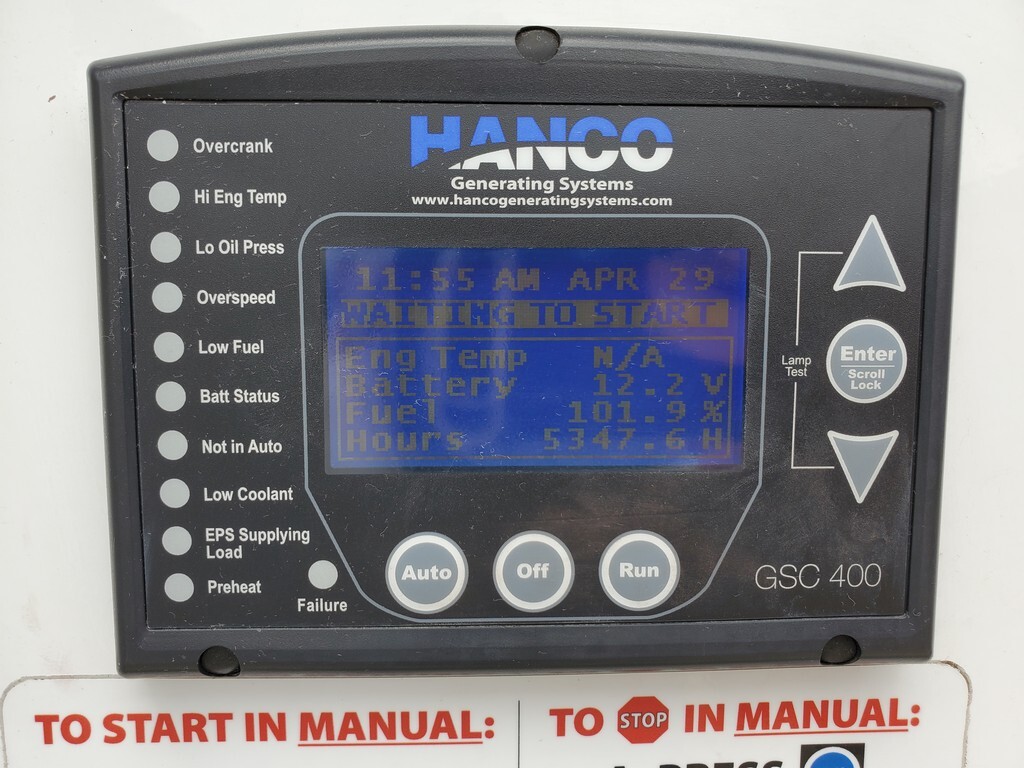 HANCO
Generating Systems
www.hancogeneratingsystems.com
Overcrank
Hi Eng Temp
Lo Oil Press
Overspeed
Low Fuel
Batt Status
Not in Auto
Low Coolant
EPS Supplying
Load
Preheat
Failure
11:55 AM APR 29
WAITING TO START
Eng Temp N/A
Battery 12.2 V
Fuel 101.9 %
Hours 5347.6 H
Lamp
Test
Enter
Scroll
Lock
Auto
Off
Run
GSC 400
TO START IN MANUAL:
TO STOP IN MANUAL:
PRESS